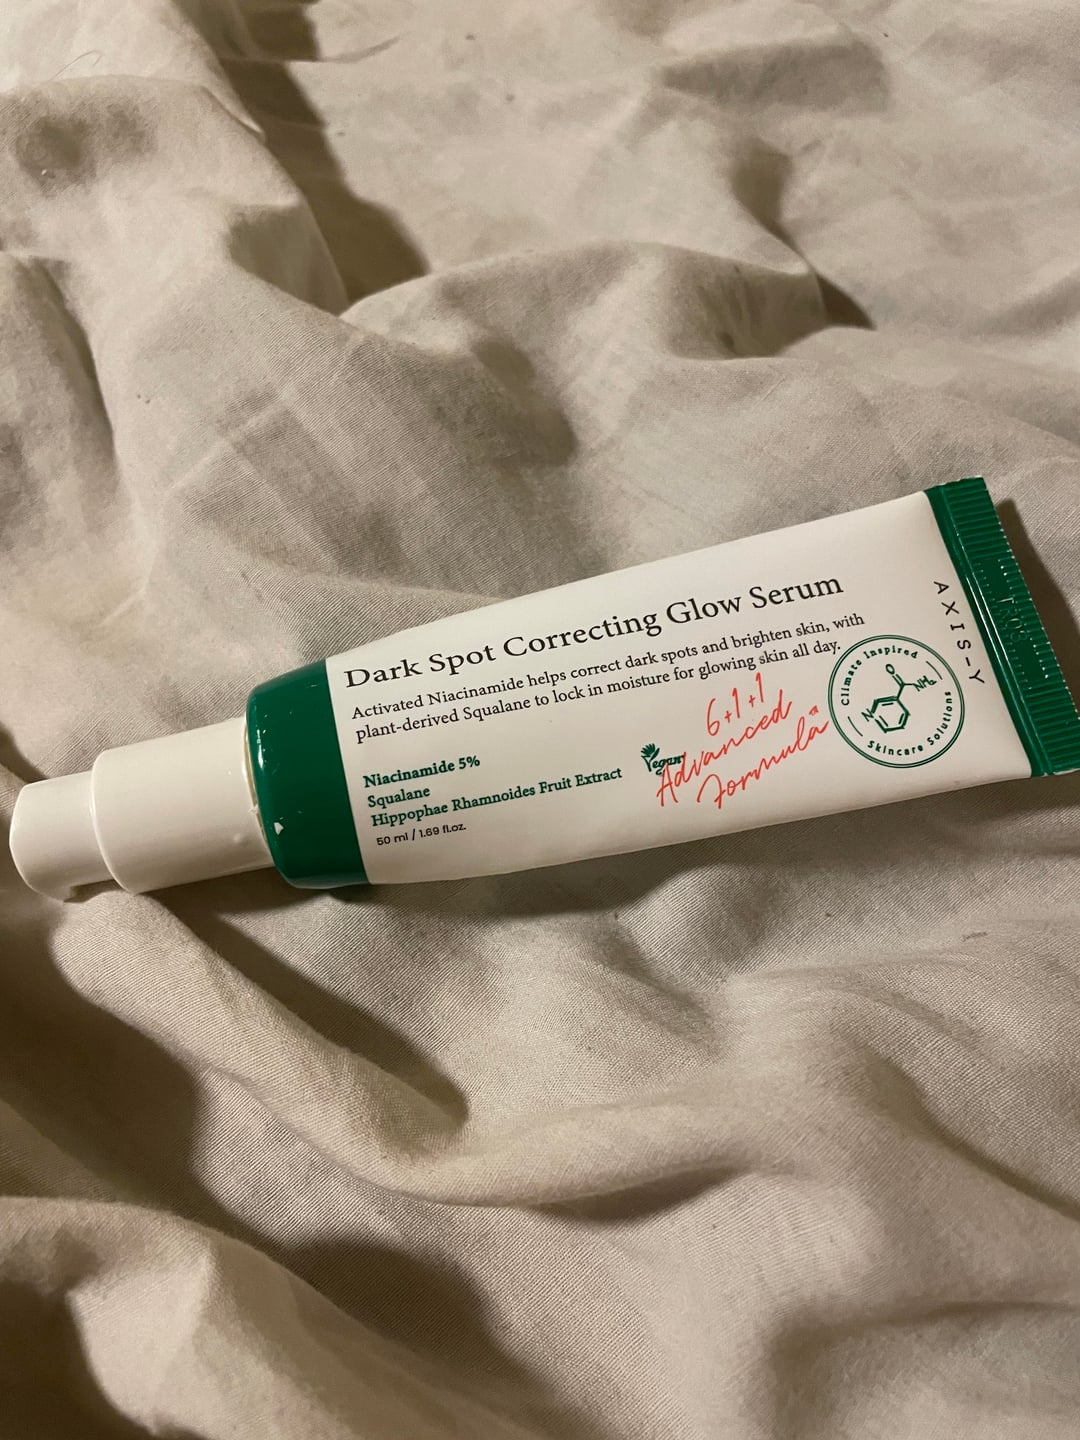 Dark Spot Correcting Glow Serum
Activated Niacinamide helps correct dark spots and brighten skin, with
plant-derived Squalane to lock in moisture for glowing skin all day.
Niacinamide 5%
Squalane
Hippophae Rhamnoides Fruit Extract
50 ml / 1.69 fl.oz.
Vegan
6+1+1
Advanced
Formula
Climate Inspired
O
NH₂
N
Skincare Solutions
AXIS-Y